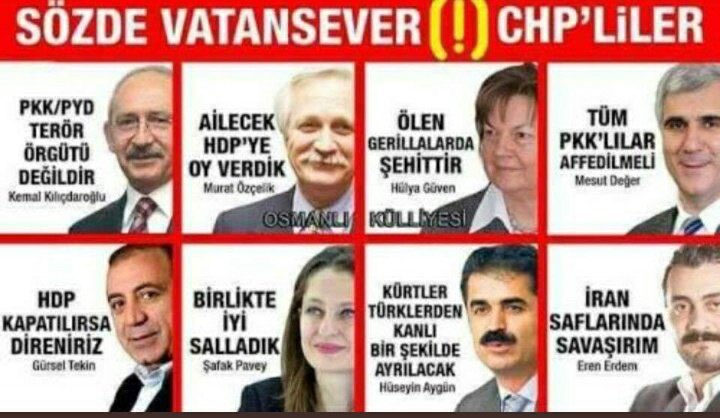 SÖZDE VATANSEVER (!) CHP'LiLER
PKK/PYD
TERÖR
ÖRGÜTÜ
DEĞİLDİR
Kemal Kılıçdaroğlu
AİLECEK
HDP'YE
OY VERDİK
Murat Özçelik
ÖLEN
GERİLLALARDA
ŞEHİTTİR
Hülya Güven
TÜM
PKK'LILAR
AFFEDİLMELİ
Mesut Değer
OSMANLI KÜLLİYESİ
HDP
KAPATILIRSA
DİRENİRİZ
Gürsel Tekin
BİRLİKTE
İYİ
SALLADIK
Şafak Pavey
KÜRTLER
TÜRKLERDEN
KANLI
BİR ŞEKİLDE
AYRILACAK
Hüseyin Aygün
İRAN
SAFLARINDA
SAVAŞIRIM
Eren Erdem